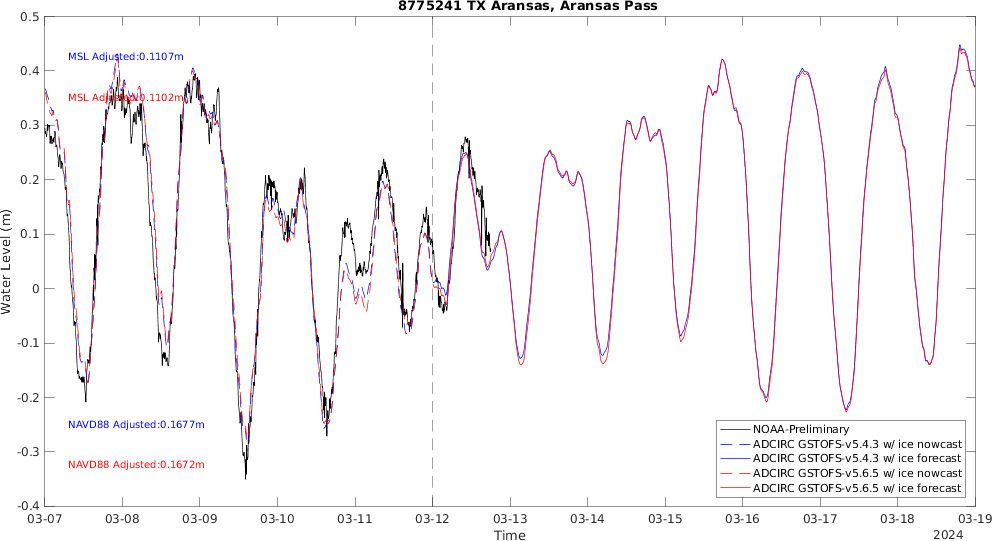 8775241 TX Aransas, Aransas Pass
0.5
0.4
0.3
0.2
0.1
0
-0.1
-0.2
-0.3
-0.4
Water Level (m)
MSL Adjusted:0.1107m
MSL Adjusted:0.1102m
NAVD88 Adjusted:0.1677m
NAVD88 Adjusted:0.1672m
NOAA-Preliminary
ADCIRC GSTOFS-v5.4.3 w/ ice nowcast
ADCIRC GSTOFS-v5.4.3 w/ ice forecast
ADCIRC GSTOFS-v5.6.5 w/ ice nowcast
ADCIRC GSTOFS-v5.6.5 w/ ice forecast
03-07 03-08 03-09 03-10 03-11 03-12 03-13 03-14 03-15 03-16 03-17 03-18 03-19
Time
2024